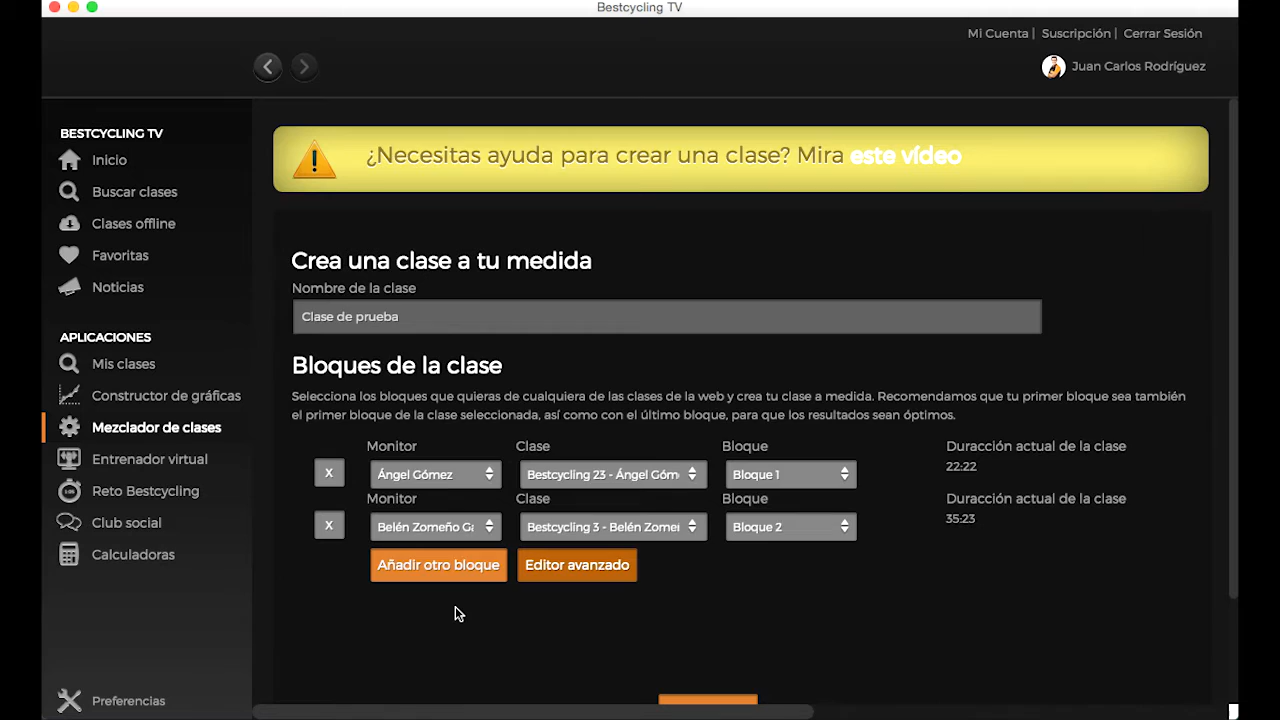 Bestcycling TV
Mi Cuenta | Suscripción | Cerrar Sesión
Juan Carlos Rodríguez
BESTCYCLING TV
Inicio
Buscar clases
Clases offline
Favoritas
Noticias
APLICACIONES
Mis clases
Constructor de gráficas
Mezclador de clases
Entrenador virtual
Reto Bestcycling
Club social
Calculadoras
Preferencias
¿Necesitas ayuda para crear una clase? Mira este vídeo
Crea una clase a tu medida
Nombre de la clase
Clase de prueba
Bloques de la clase
Selecciona los bloques que quieras de cualquiera de las clases de la web y crea tu clase a medida. Recomendamos que tu primer bloque sea también
el primer bloque de la clase seleccionada, así como con el último bloque, para que los resultados sean óptimos.
Monitor Clase Bloque Duracción actual de la clase
X Ángel Gómez Bestcycling 23 - Ángel Góm Bloque 1 22:22
Monitor Clase Bloque Duracción actual de la clase
X Belén Zomeño Ga Bestcycling 3 - Belén Zomei Bloque 2 35:23
Añadir otro bloque Editor avanzado